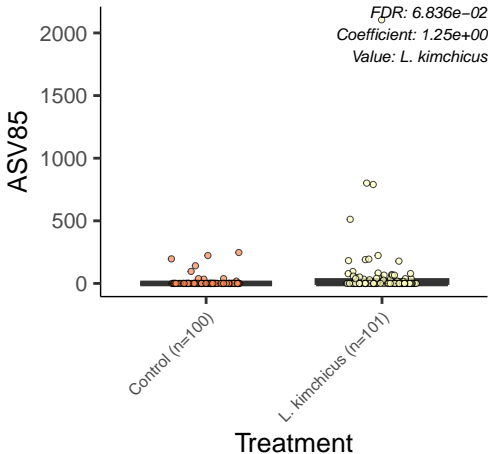 FDR: 6.836e−02
Coefficient: 1.25e+00
Value: L. kimchicus
2000
1500
1000
500
0
ASV85
Control (n=100)
L. kimchicus (n=101)
Treatment